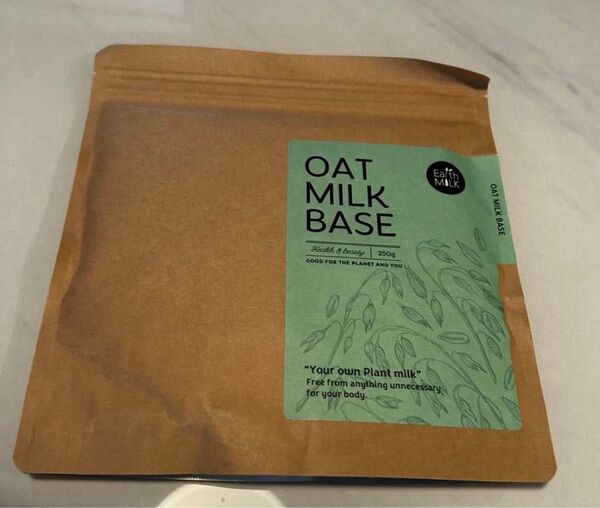 OAT
MILK
BASE
Earth
MILK
OAT MILK BASE
Health & beauty 250g
GOOD FOR THE PLANET AND YOU
"Your own Plant milk"
Free from anything unnecessary
for your body.